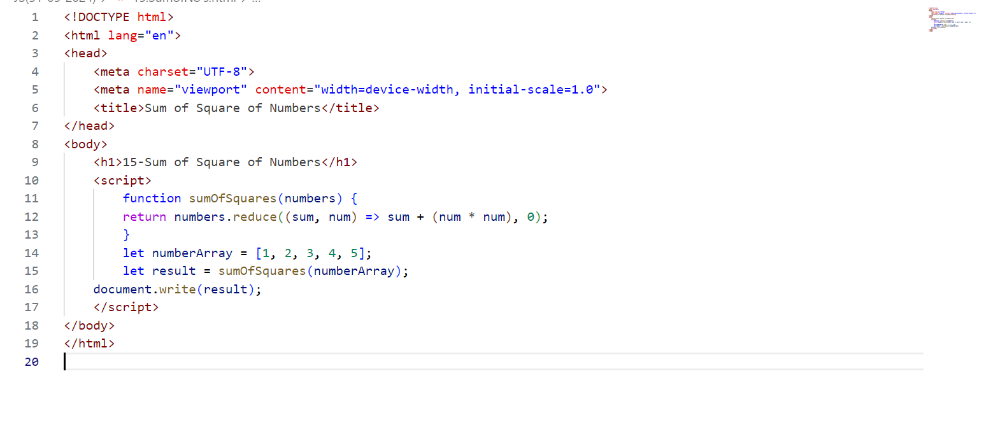 1 <!DOCTYPE html>
2 <html lang="en">
3 <head>
4     <meta charset="UTF-8">
5     <meta name="viewport" content="width=device-width, initial-scale=1.0">
6     <title>Sum of Square of Numbers</title>
7 </head>
8 <body>
9     <h1>15-Sum of Square of Numbers</h1>
10     <script>
11         function sumOfSquares(numbers) {
12         return numbers.reduce((sum, num) => sum + (num * num), 0);
13         }
14         let numberArray = [1, 2, 3, 4, 5];
15         let result = sumOfSquares(numberArray);
16     document.write(result);
17     </script>
18 </body>
19 </html>
20